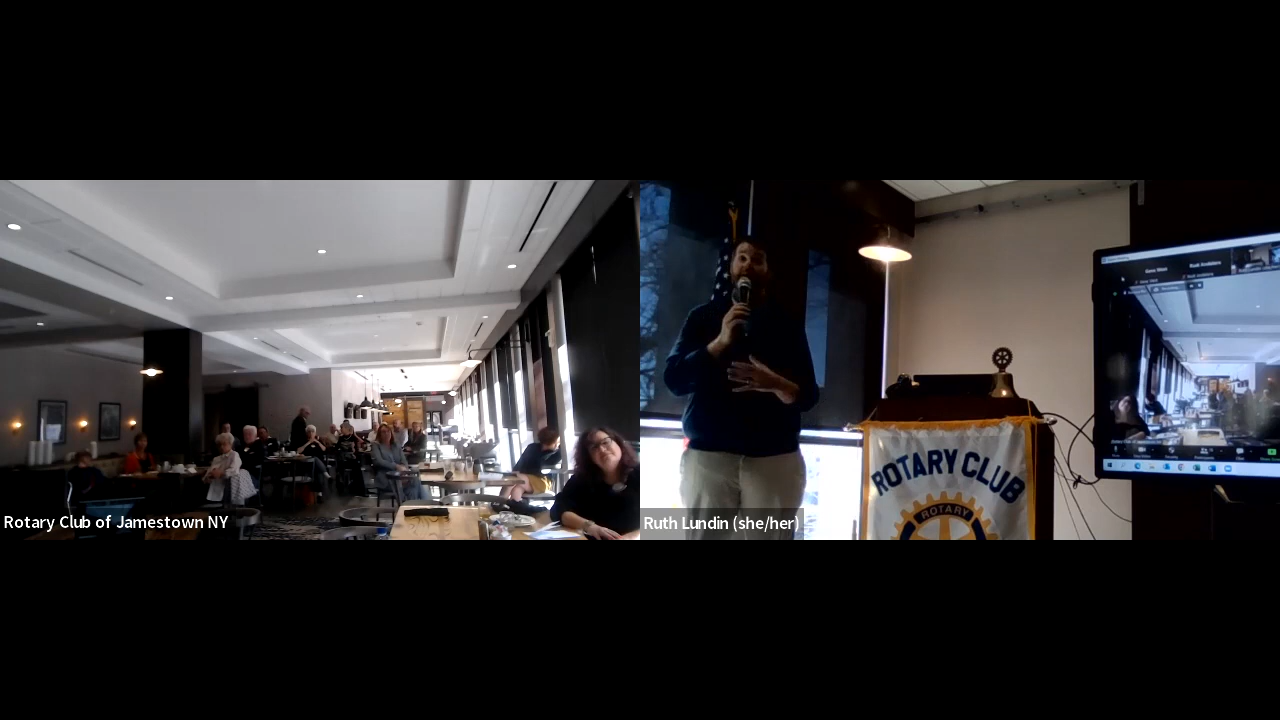 Rotary Club of Jamestown NY
Ruth Lundin (she/her)
ROTARY CLUB
ROTARY